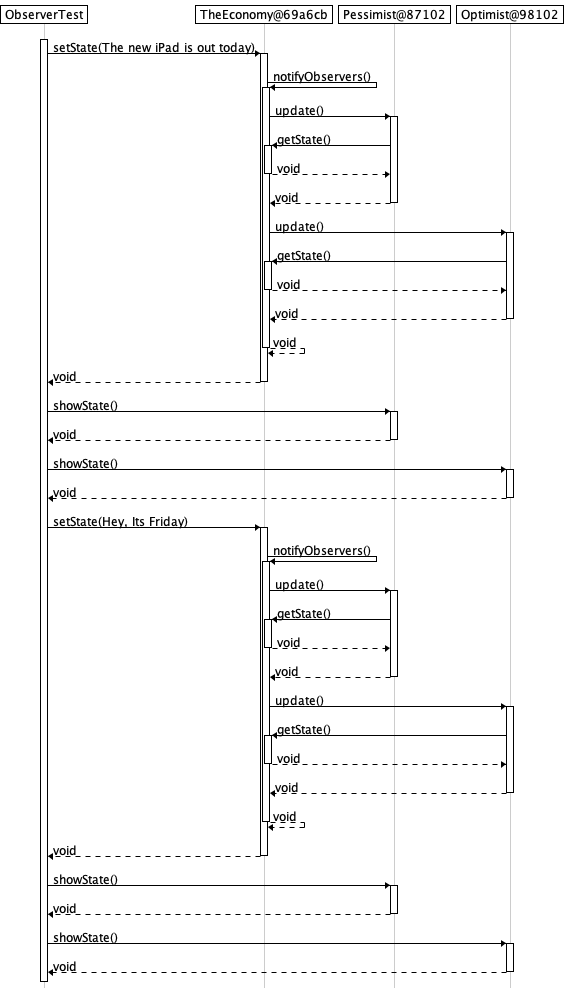 ObserverTest TheEconomy@69a6cb Pessimist@87102 Optimist@98102
setState(The new iPad is out today)
notifyObservers()
update()
getState()
void
void
update()
getState()
void
void
void
void
showState()
void
showState()
void
setState(Hey, Its Friday)
notifyObservers()
update()
getState()
void
void
update()
getState()
void
void
void
void
showState()
void
showState()
void